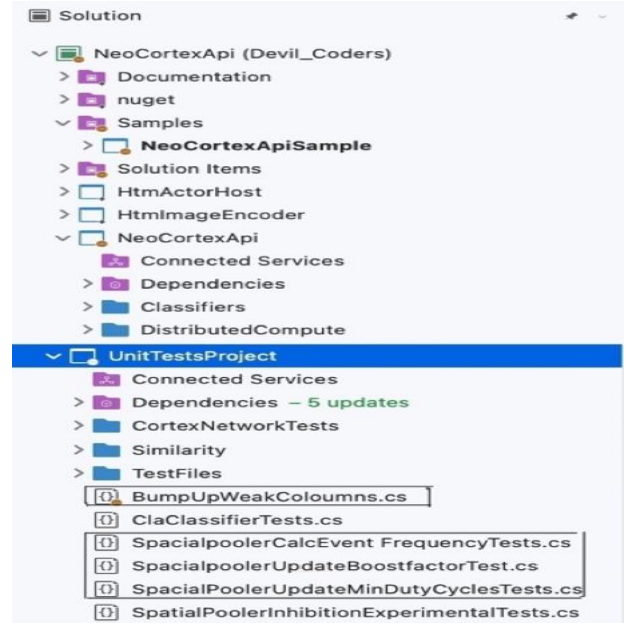 Solution
NeoCortexApi (Devil_Coders)
Documentation
nuget
Samples
NeoCortexApiSample
Solution Items
HtmActorHost
HtmImageEncoder
NeoCortexApi
Connected Services
Dependencies
Classifiers
DistributedCompute
UnitTestsProject
Connected Services
Dependencies – 5 updates
CortexNetworkTests
Similarity
TestFiles
BumpUpWeakColoumns.cs
ClaClassifierTests.cs
SpacialpoolerCalcEvent FrequencyTests.cs
SpacialpoolerUpdateBoostfactorTest.cs
SpacialPoolerUpdateMinDutyCyclesTests.cs
SpatialPoolerInhibitionExperimentalTests.cs